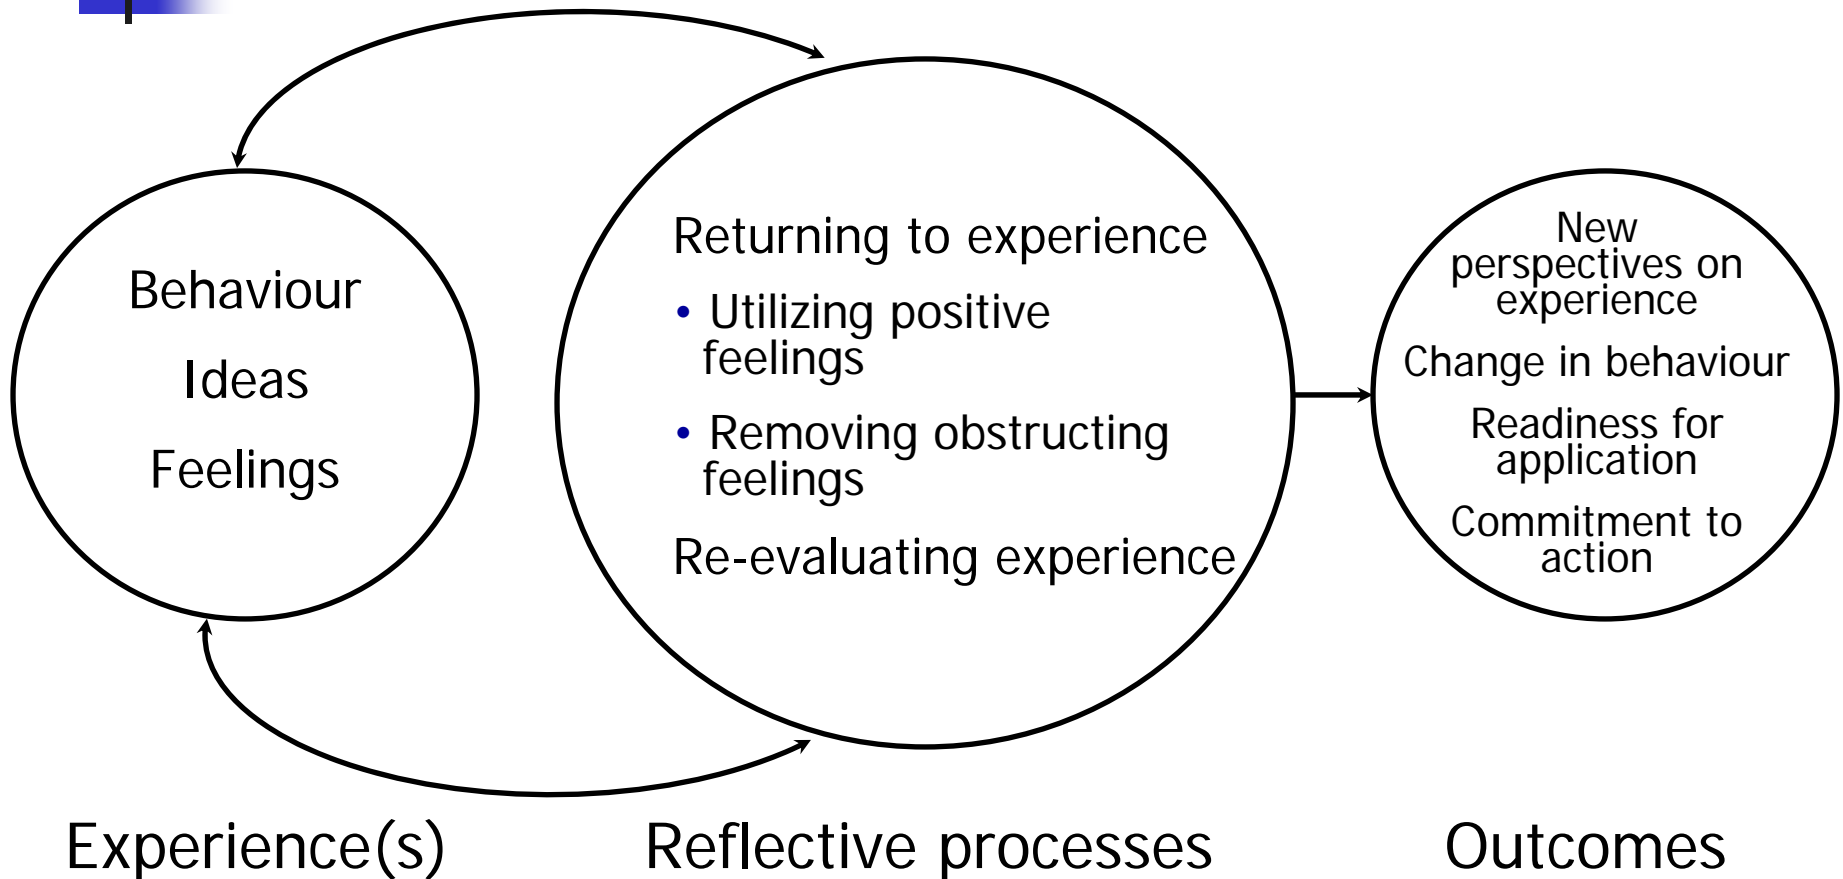 Behaviour
Ideas
Feelings
Returning to experience
• Utilizing positive
feelings
• Removing obstructing
feelings
Re-evaluating experience
New
perspectives on
experience
Change in behaviour
Readiness for
application
Commitment to
action
Experience(s)
Reflective processes
Outcomes